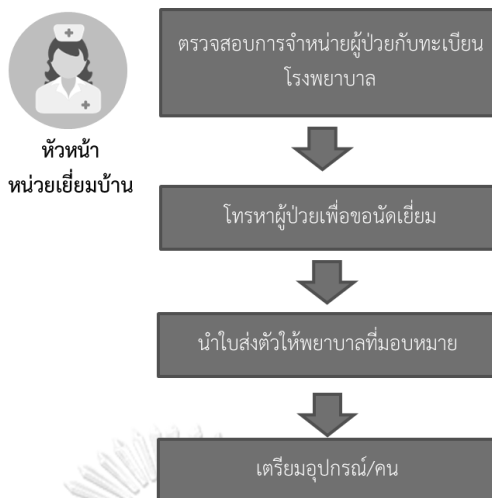 ตรวจสอบการจำหน่ายผู้ป่วยกับทะเบียน
โรงพยาบาล
หัวหน้า
หน่วยเยี่ยมบ้าน
โทรหาผู้ป่วยเพื่อขอนัดเยี่ยม
นำใบส่งตัวให้พยาบาลที่มอบหมาย
เตรียมอุปกรณ์/คน